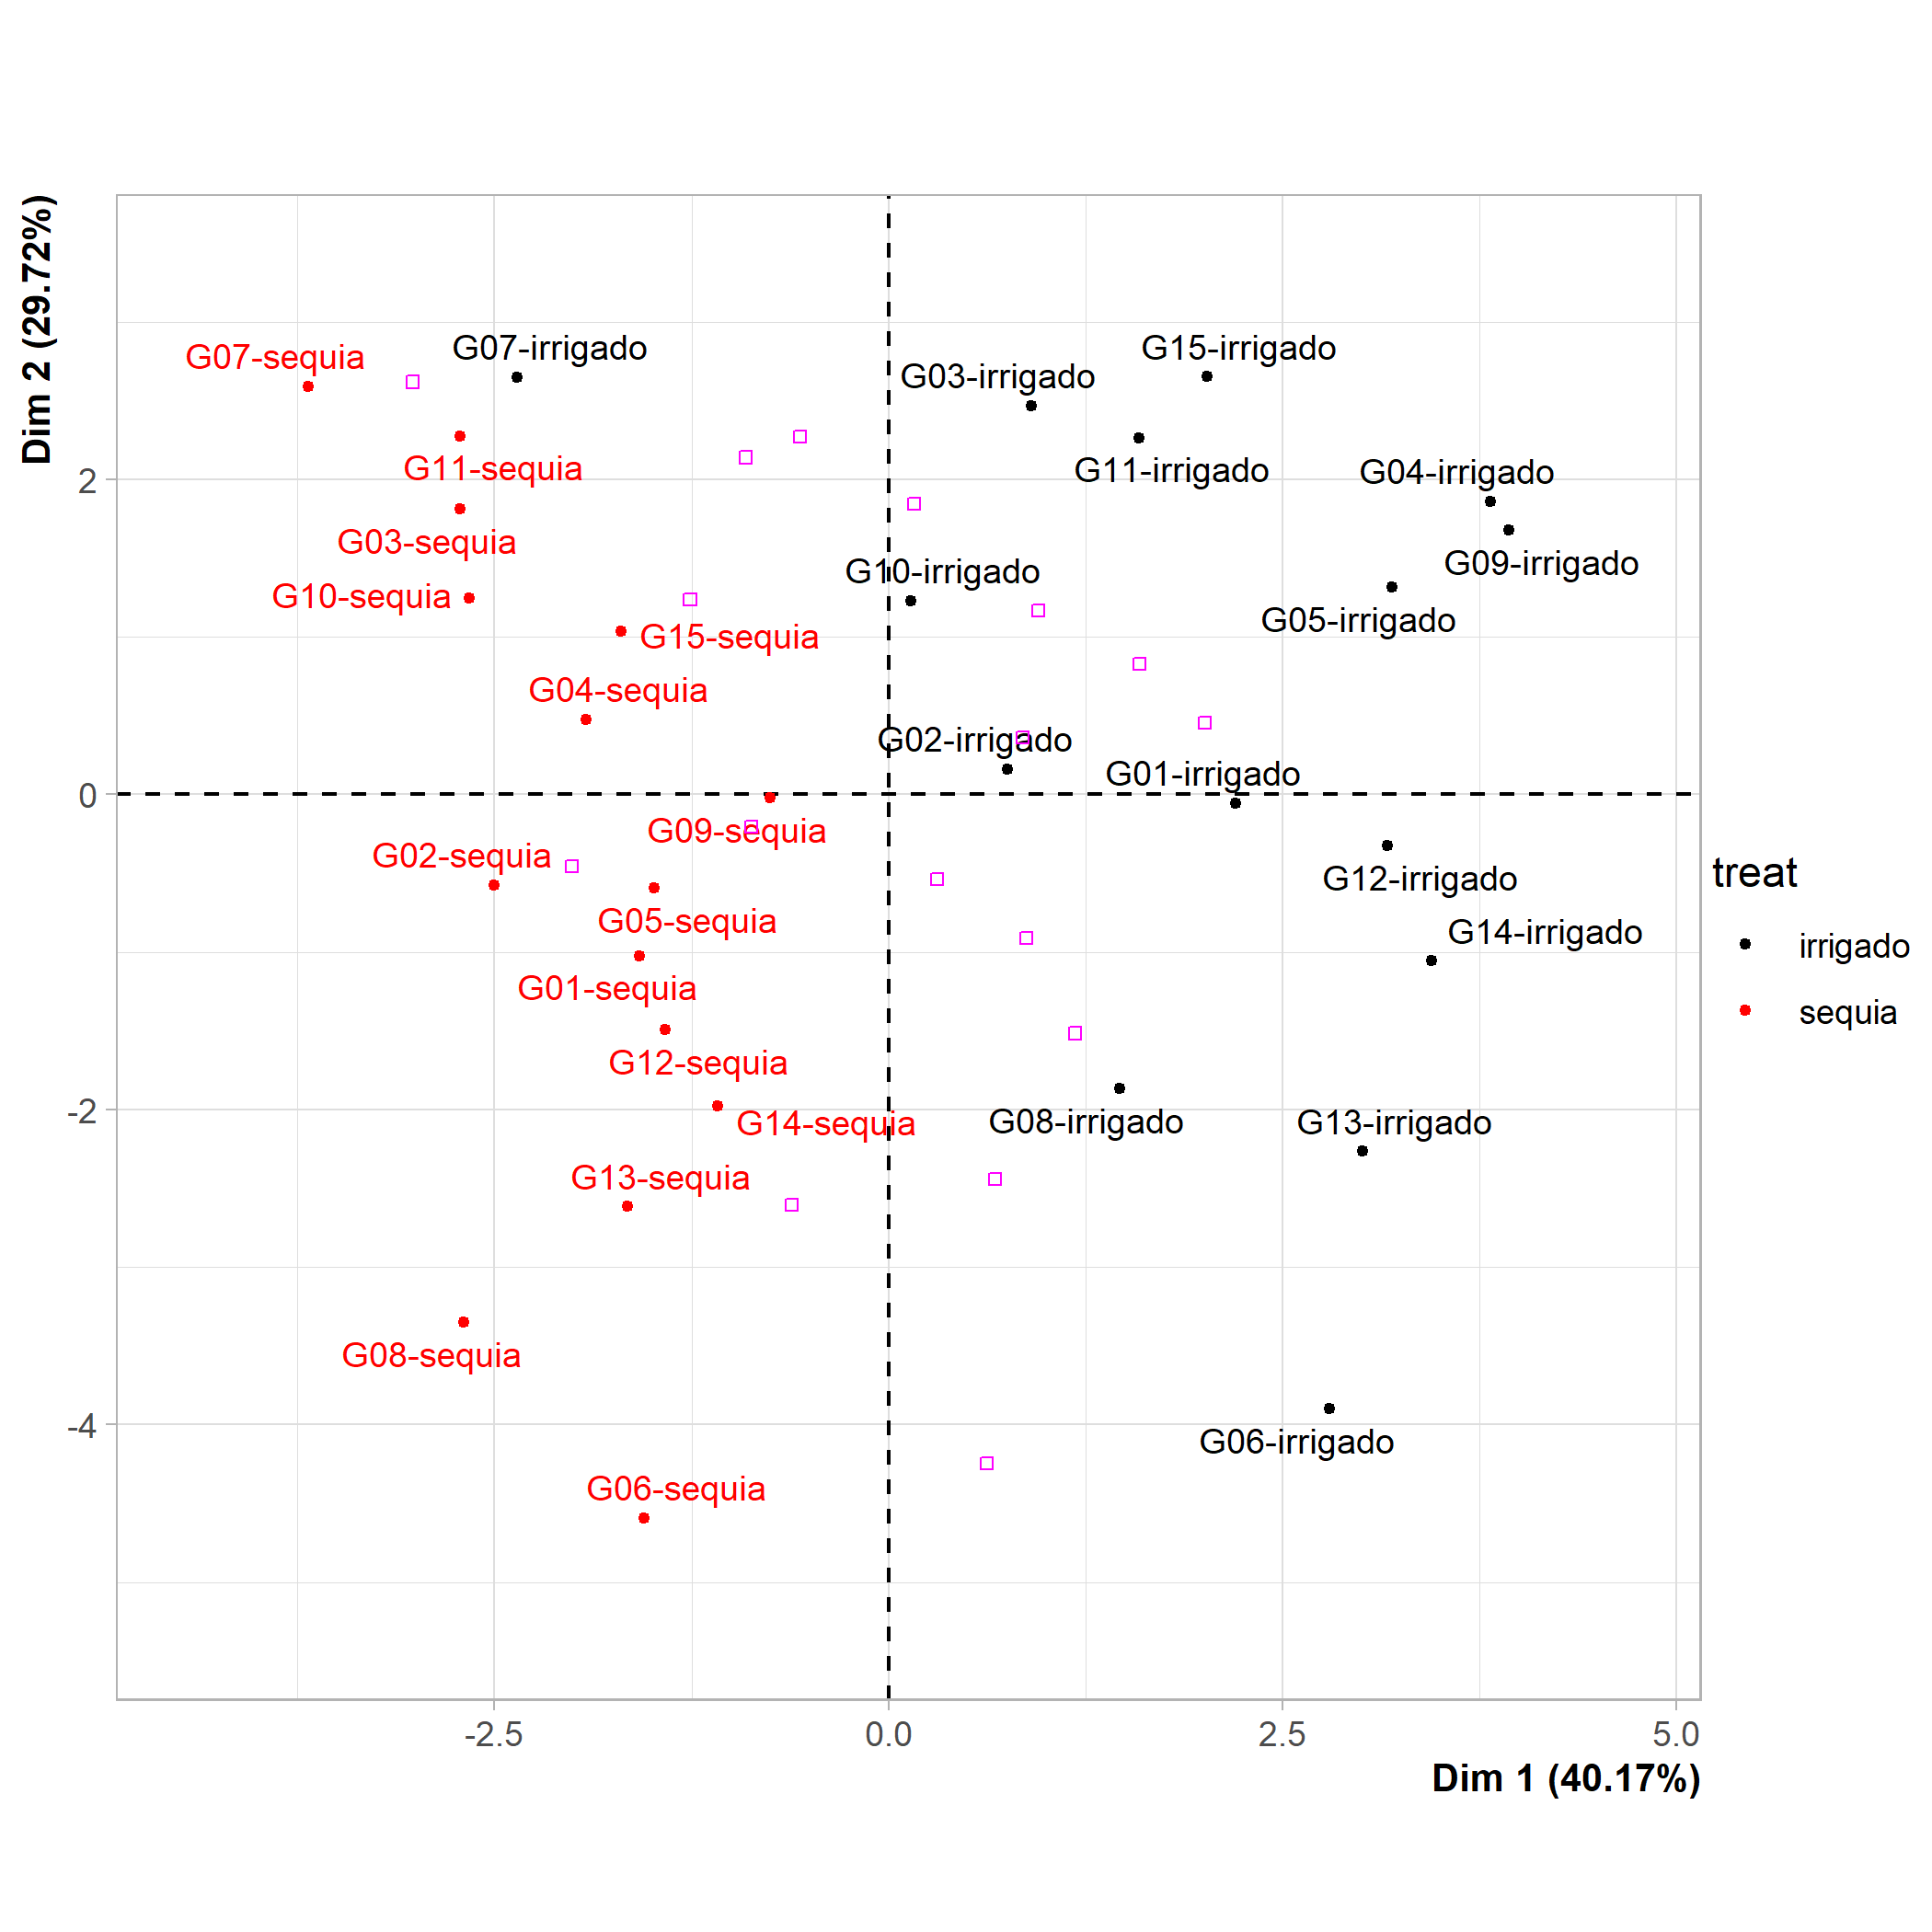 Dim 2 (29.72%)
G07-sequia
G07-irrigado
G15-irrigado
G03-irrigado
G11-sequia
G11-irrigado
G04-irrigado
2
G03-sequia
G09-irrigado
G10-irrigado
G10-sequia
G05-irrigado
G15-sequia
G04-sequia
G02-irrigado
G01-irrigado
0
G09-sequia
G02-sequia
G12-irrigado
G05-sequia
G14-irrigado
G01-sequia
G12-sequia
-2
G14-sequia
G08-irrigado
G13-irrigado
G13-sequia
G08-sequia
-4
G06-irrigado
G06-sequia
-2.5
0.0
2.5
5.0
Dim 1 (40.17%)
treat
irrigado
sequia